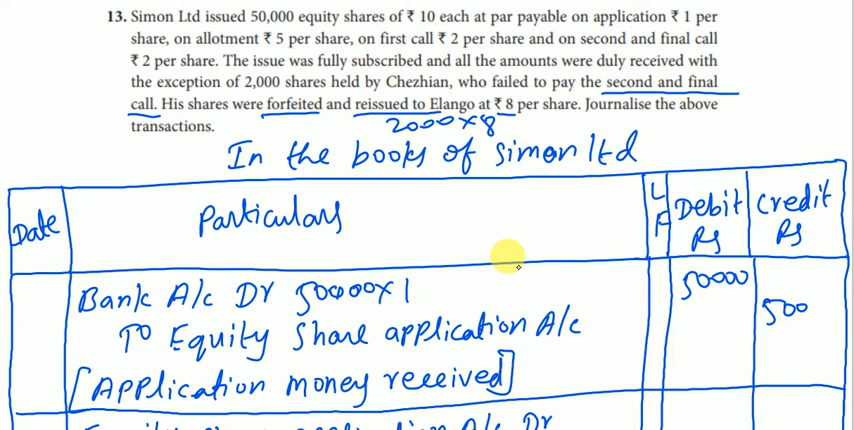 13. Simon Ltd issued 50,000 equity shares of ₹ 10 each at par payable on application ₹ 1 per
share, on allotment ₹ 5 per share, on first call ₹ 2 per share and on second and final call
₹ 2 per share. The issue was fully subscribed and all the amounts were duly received with
the exception of 2,000 shares held by Chezhian, who failed to pay the second and final
call. His shares were forfeited and reissued to Elango at ₹ 8 per share. Journalise the above
transactions.
2000×8
In the books of Simon ltd
Date Particulars LF Debit Rs Credit Rs
Bank A/c Dr 50000×1 50000
To Equity Share application A/c 500
[Application money received]